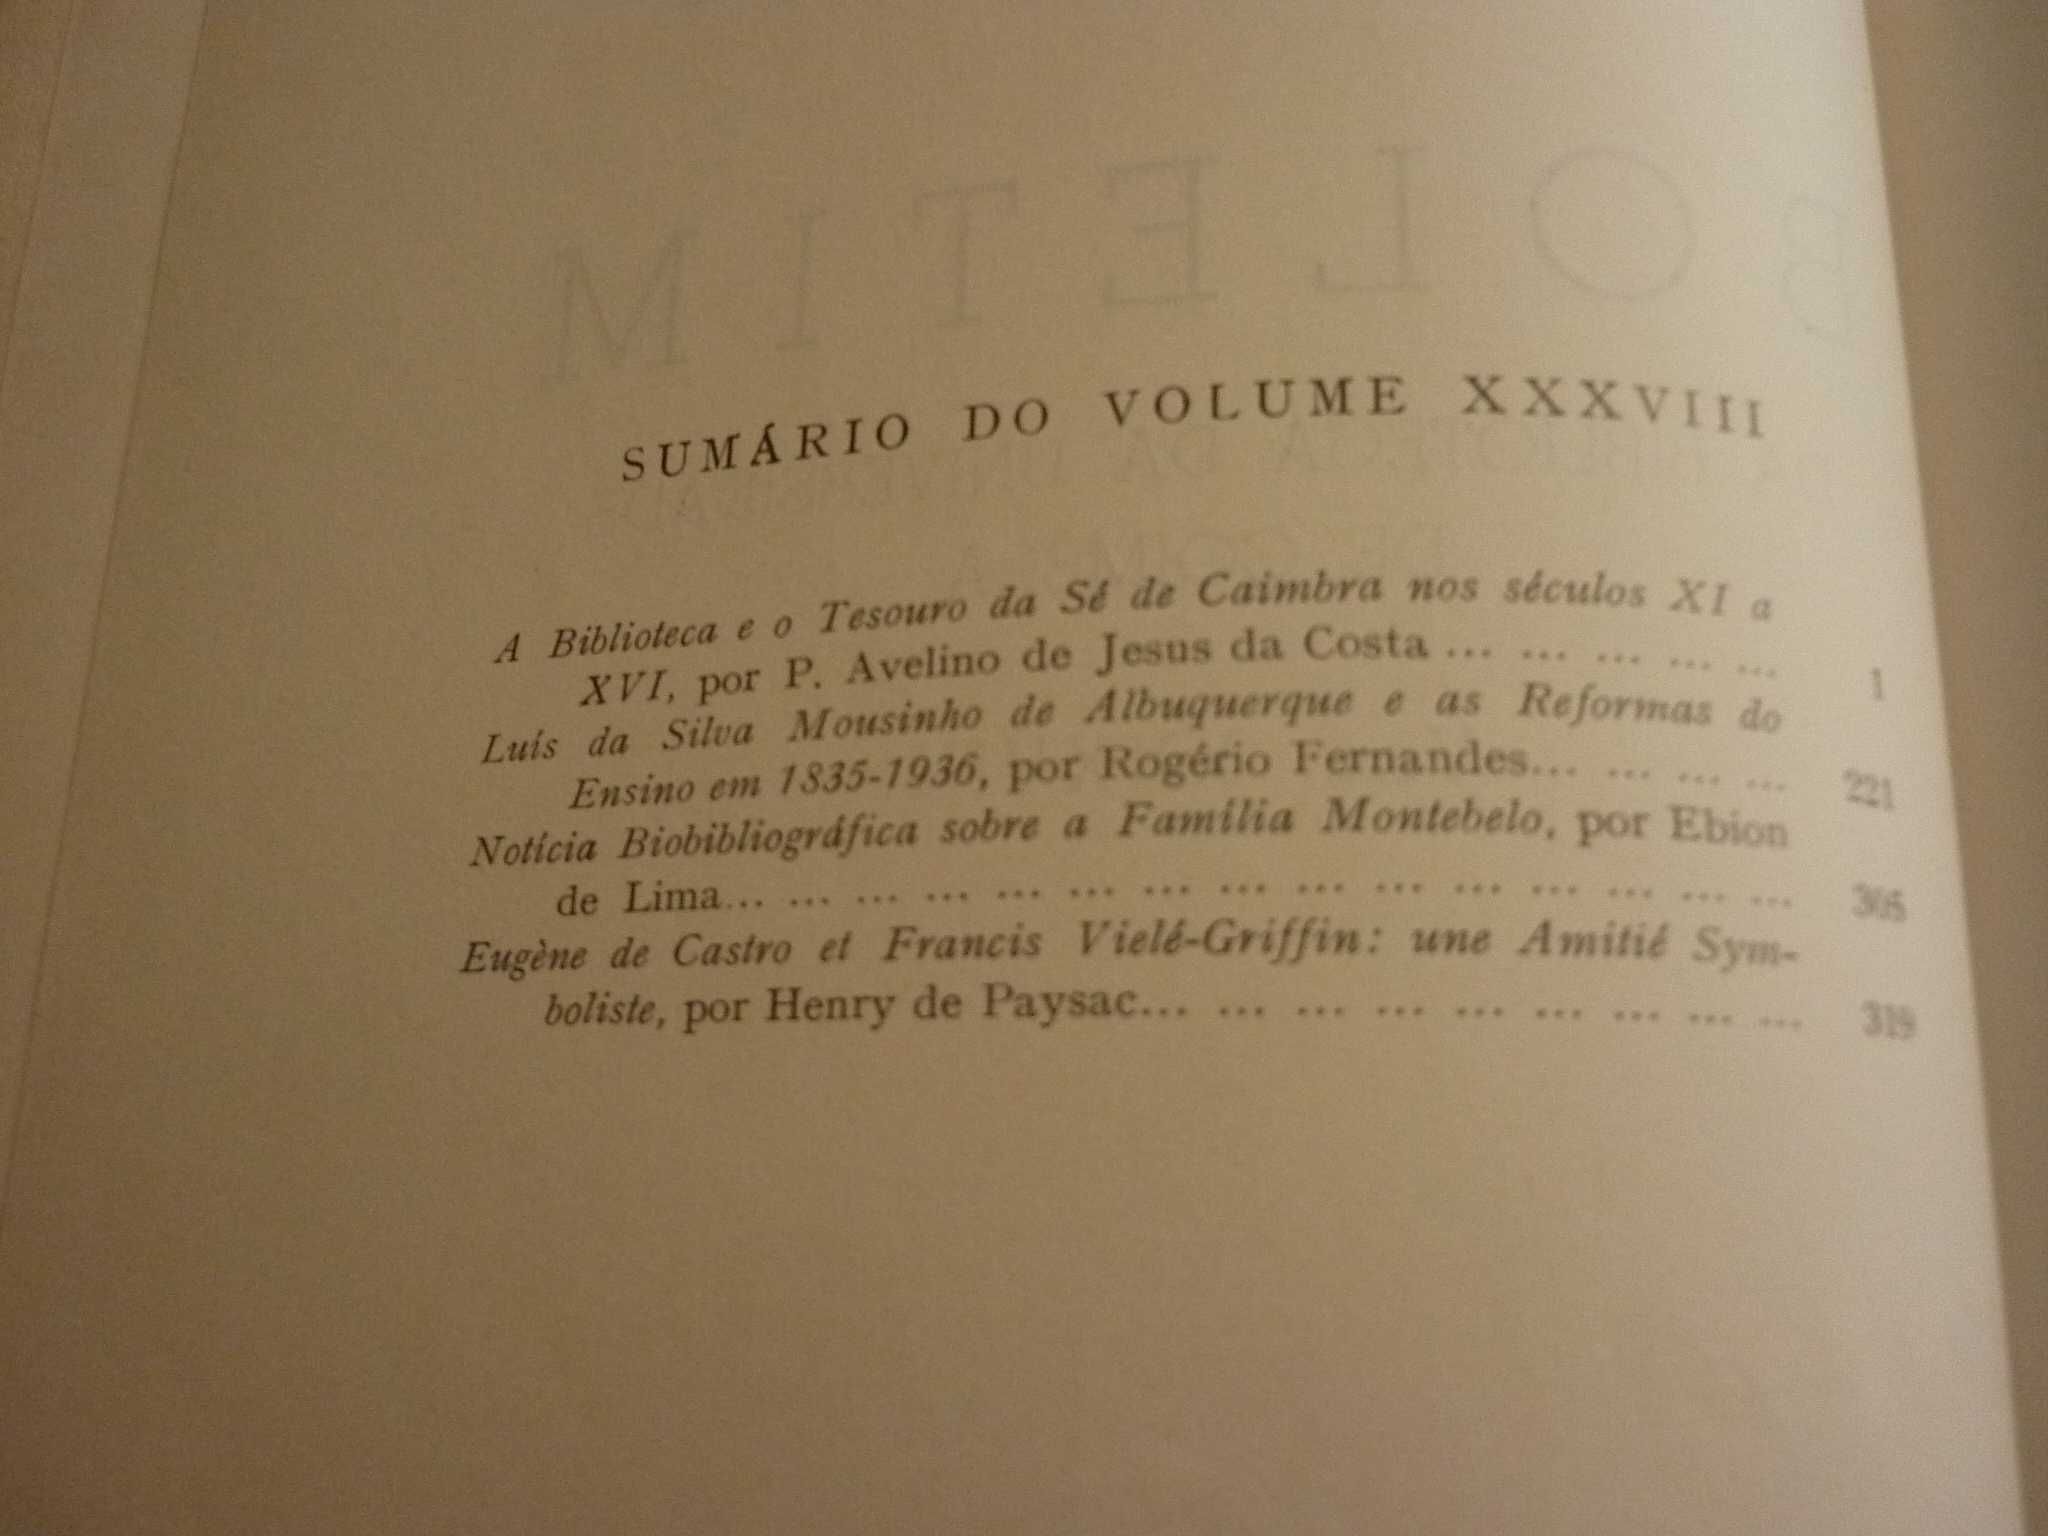 BOLETIM
SUMÁRIO DO VOLUME XXXVIII
A Biblioteca e o Tesouro da Sé de Caimbra nos séculos XI a
XVI, por P. Avelino de Jesus da Costa ... ... ... ... ... 1
Luís da Silva Mousinho de Albuquerque e as Reformas do
Ensino em 1835-1936, por Rogério Fernandes... ... ... ... 221
Notícia Biobibliográfica sobre a Família Montebelo, por Ebion
de Lima... ... ... ... ... ... ... ... ... ... ... ... ... ... ... 305
Eugène de Castro et Francis Vielé-Griffin: une Amitié Sym-
boliste, por Henry de Paysac... ... ... ... ... ... ... ... ... 319